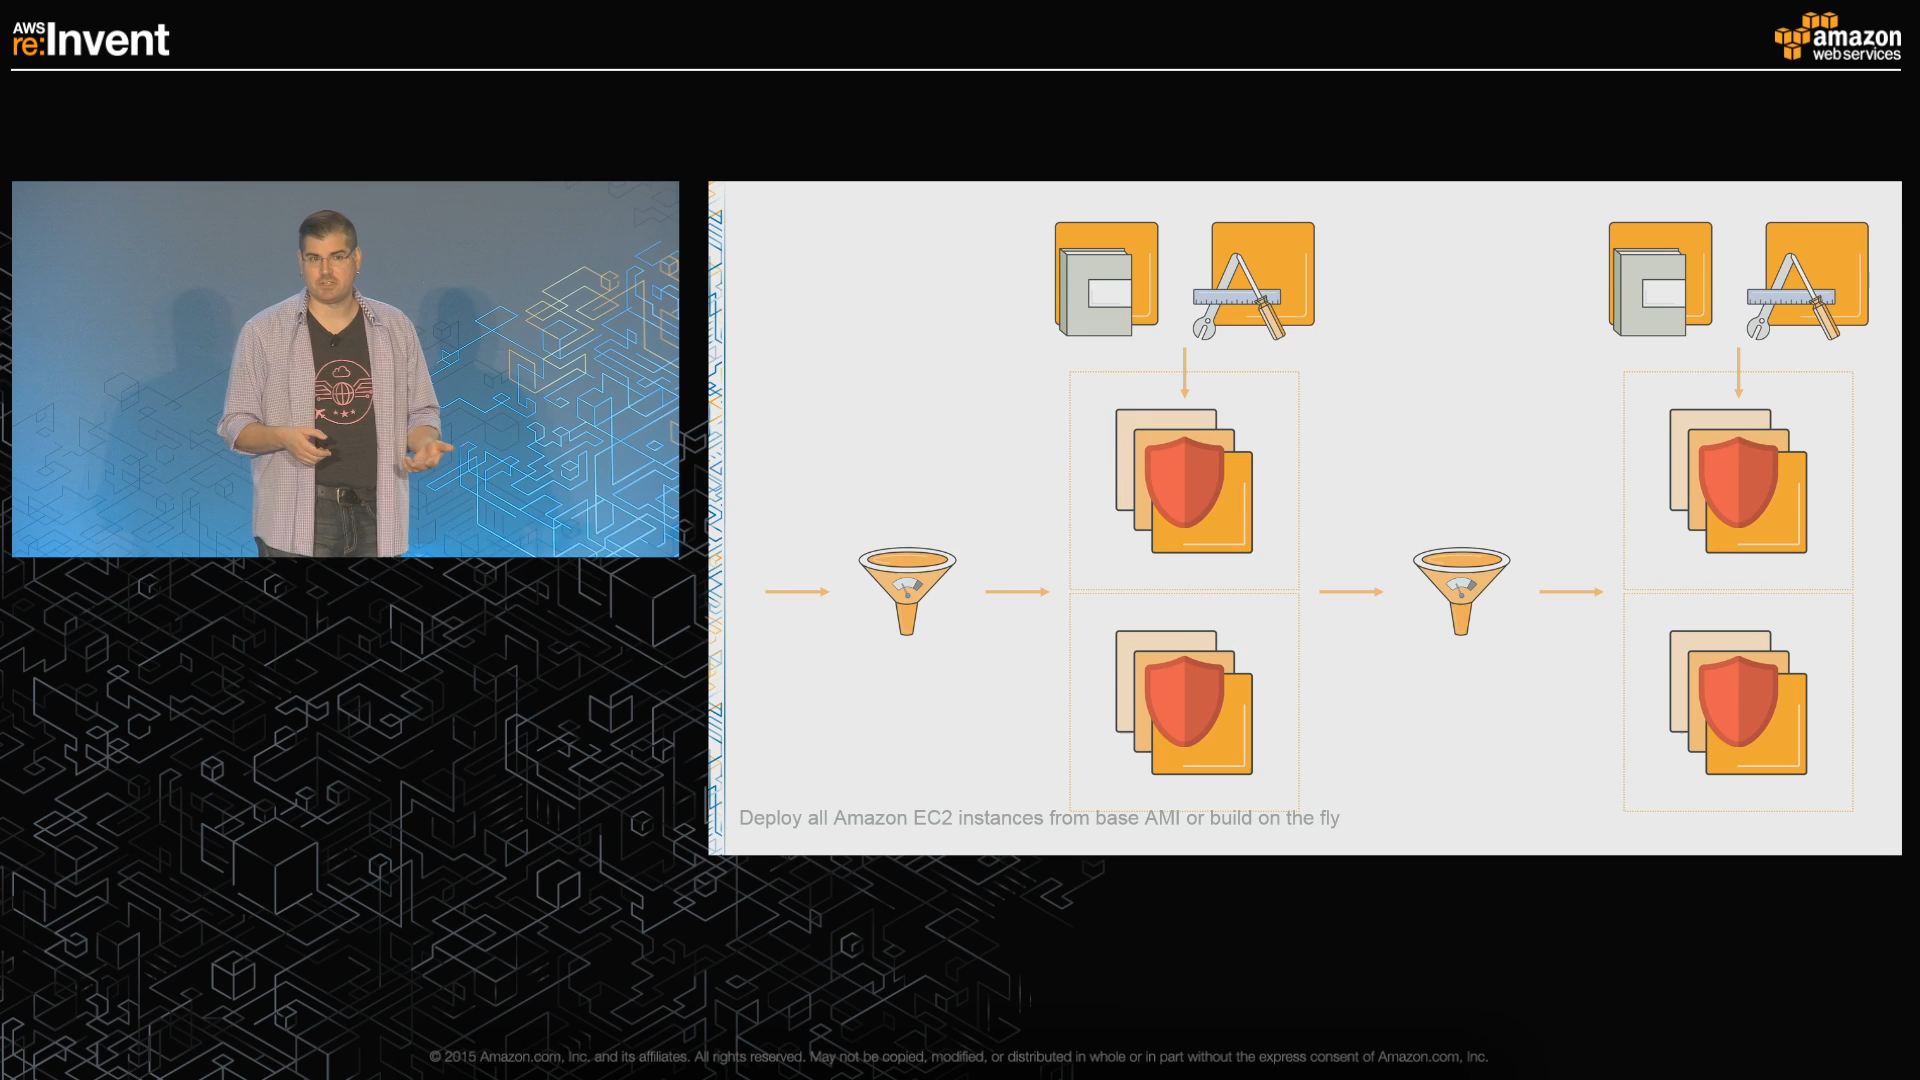 AWS
re:Invent
amazon
web services
Deploy all Amazon EC2 instances from base AMI or build on the fly
© 2015 Amazon.com, Inc. and its affiliates. All rights reserved. May not be copied, modified, or distributed in whole or in part without the express consent of Amazon.com, Inc.